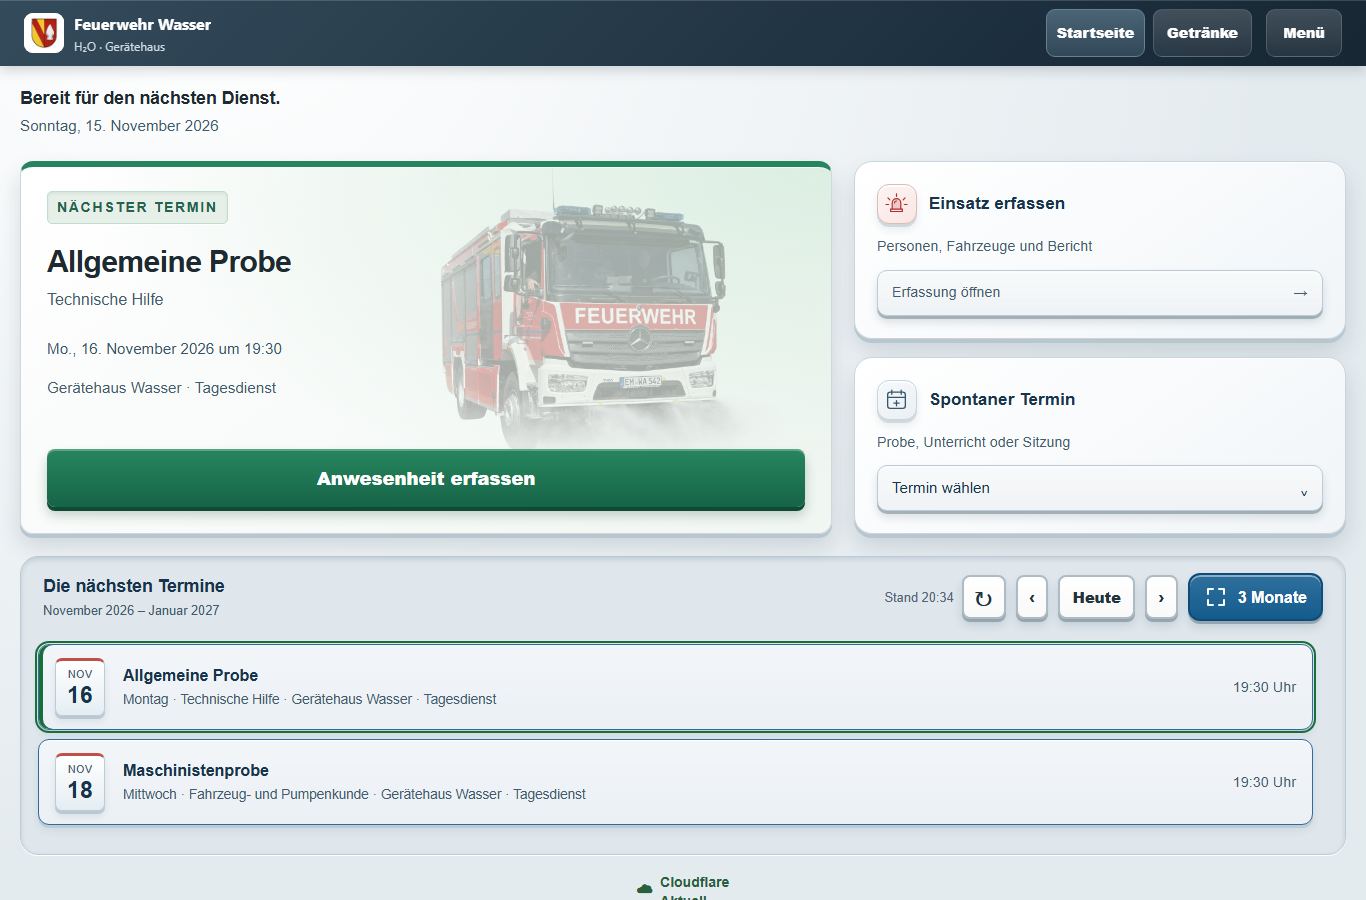 Feuerwehr Wasser
H₂O · Gerätehaus
Startseite
Getränke
Menü
Bereit für den nächsten Dienst.
Sonntag, 15. November 2026
NÄCHSTER TERMIN
Allgemeine Probe
Technische Hilfe
Mo., 16. November 2026 um 19:30
Gerätehaus Wasser · Tagesdienst
FEUERWEHR
EM-WA 542
Anwesenheit erfassen
Einsatz erfassen
Personen, Fahrzeuge und Bericht
Erfassung öffnen →
Spontaner Termin
Probe, Unterricht oder Sitzung
Termin wählen
Die nächsten Termine
November 2026 – Januar 2027
Stand 20:34
↻
‹
Heute
›
3 Monate
NOV
16
Allgemeine Probe
Montag · Technische Hilfe · Gerätehaus Wasser · Tagesdienst
19:30 Uhr
NOV
18
Maschinistenprobe
Mittwoch · Fahrzeug- und Pumpenkunde · Gerätehaus Wasser · Tagesdienst
19:30 Uhr
Cloudflare
Aktuell